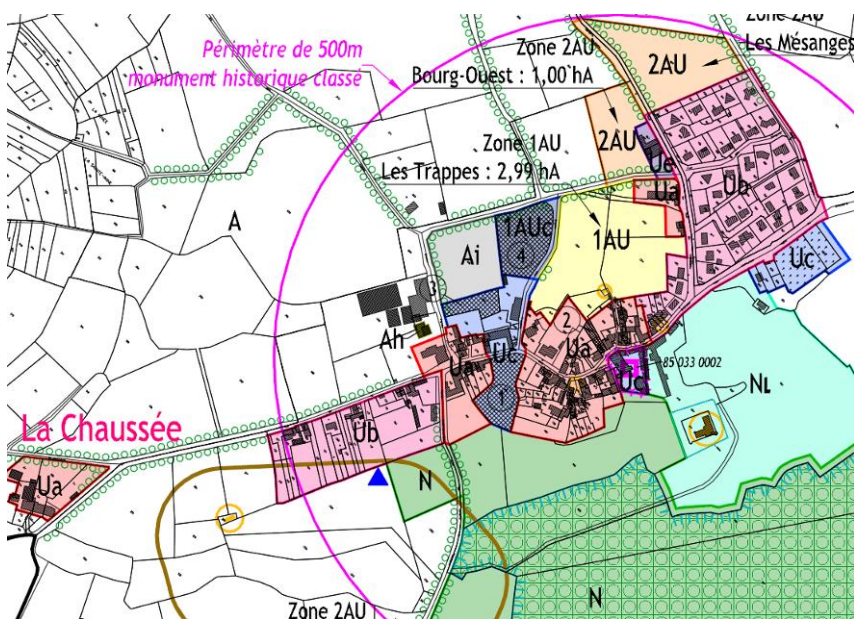 Zone 2AU
Les Mésanges
Périmètre de 500m
monument historique classé
Zone 2AU
Bourg-Ouest : 1,00 hA
2AU
2AU
Zone 1AU
Les Trappes : 2,99 hA
Ue
Ua
Ub
A
1AUc
4
1AU
Ai
Uc
3
Ah
2
Ua
Ua
Uc
85 033 0002
Uc
NL
1
La Chaussée
Ub
Ua
N
N
Zone 2AU